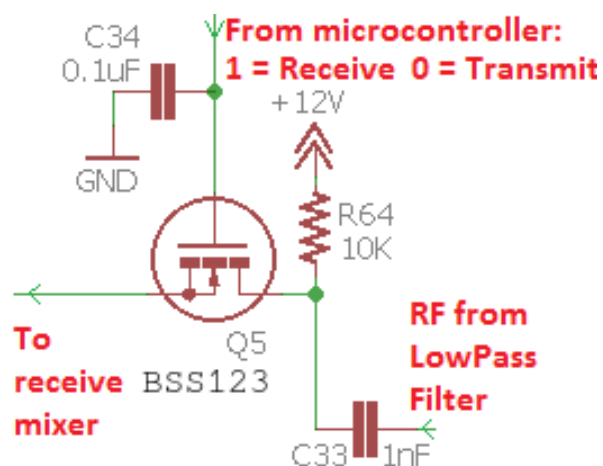 C34
0.1uF
From microcontroller:
1 = Receive 0 = Transmit
+12V
GND
R64
10K
Q5
BSS123
To
receive
mixer
RF from
LowPass
Filter
C33
1nF